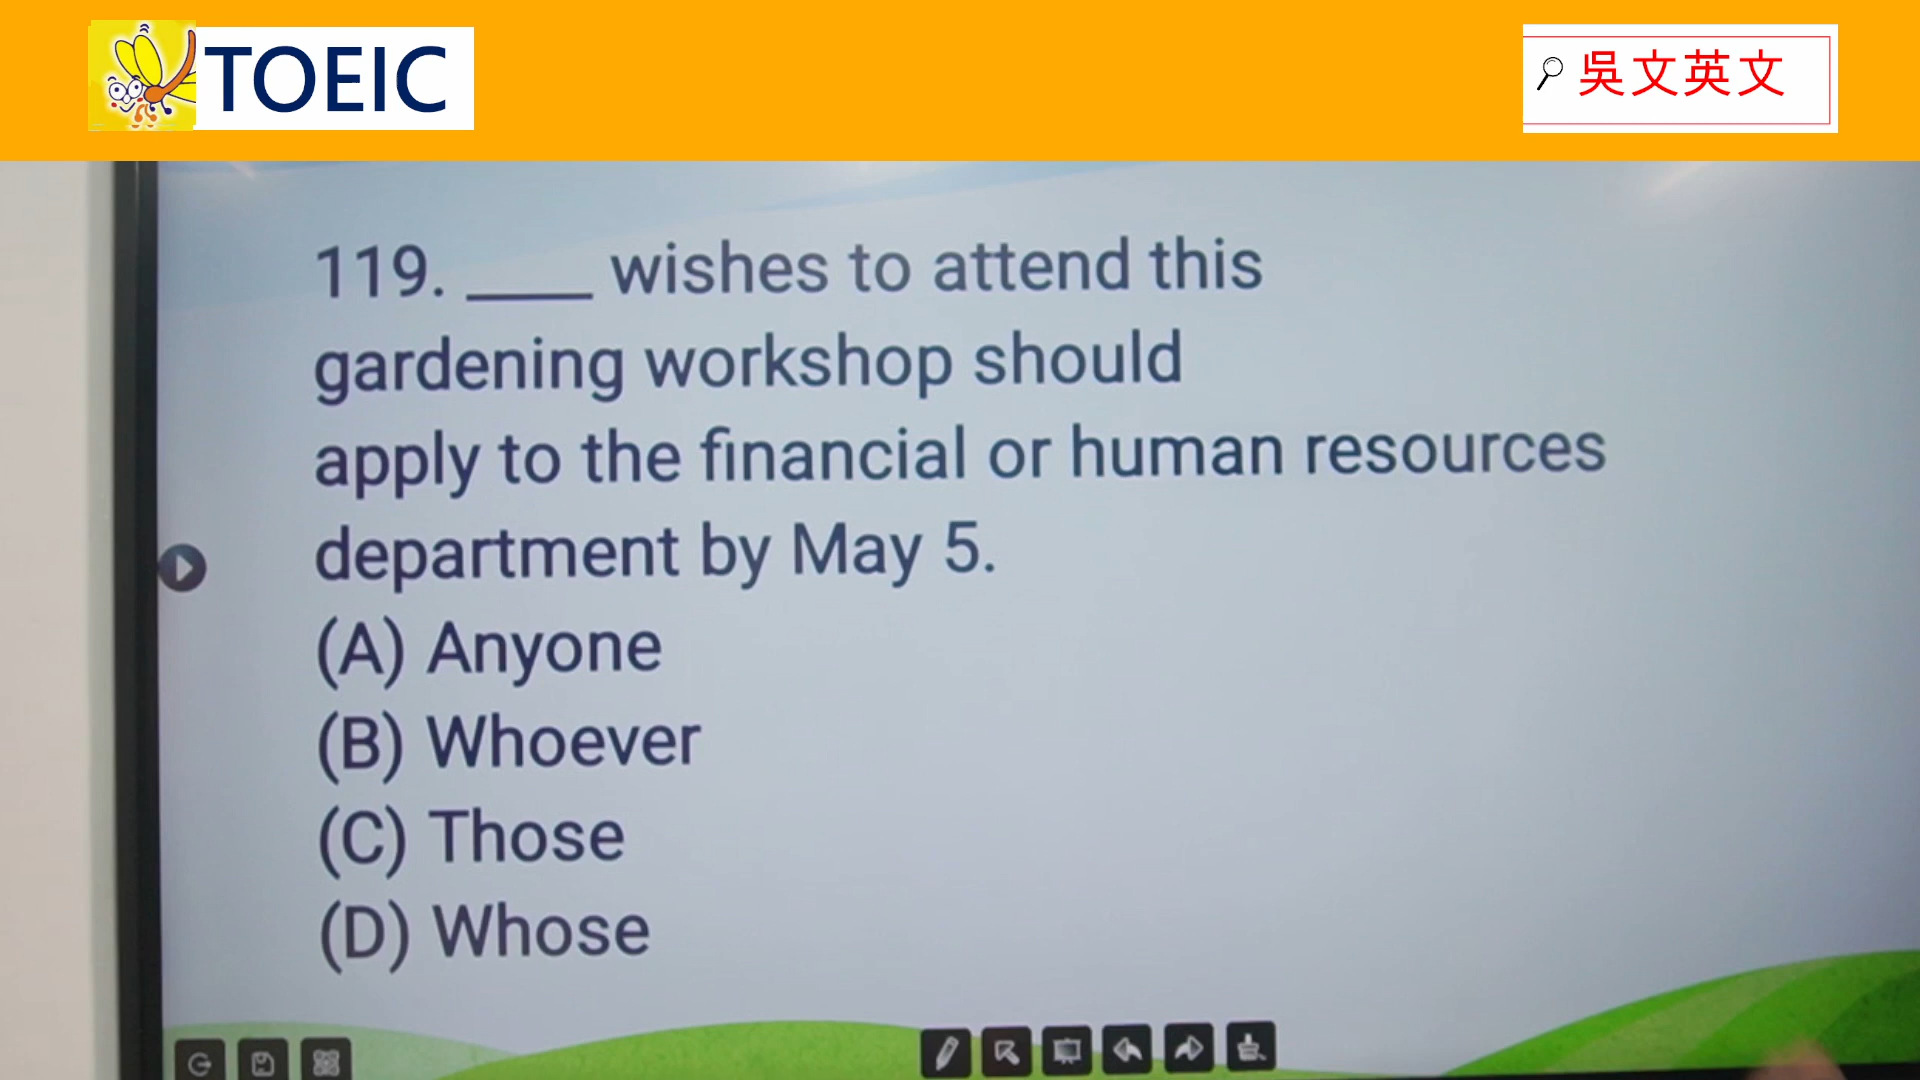 TOEIC
吳文英文
119. ____ wishes to attend this
gardening workshop should
apply to the financial or human resources
department by May 5.
(A) Anyone
(B) Whoever
(C) Those
(D) Whose